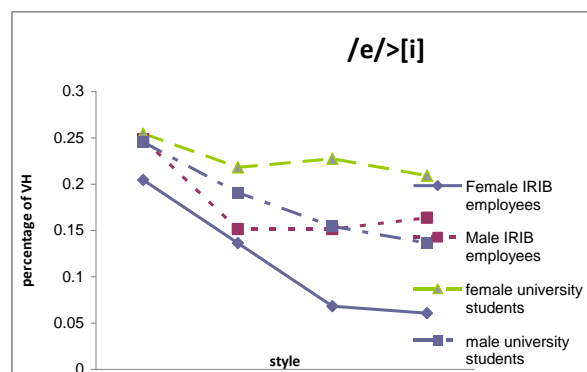 /e/>[i]
0.3
0.25
0.2
0.15
0.1
0.05
0
percentage of VH
style
Female IRIB
employees
Male IRIB
employees
female university
students
male university
students